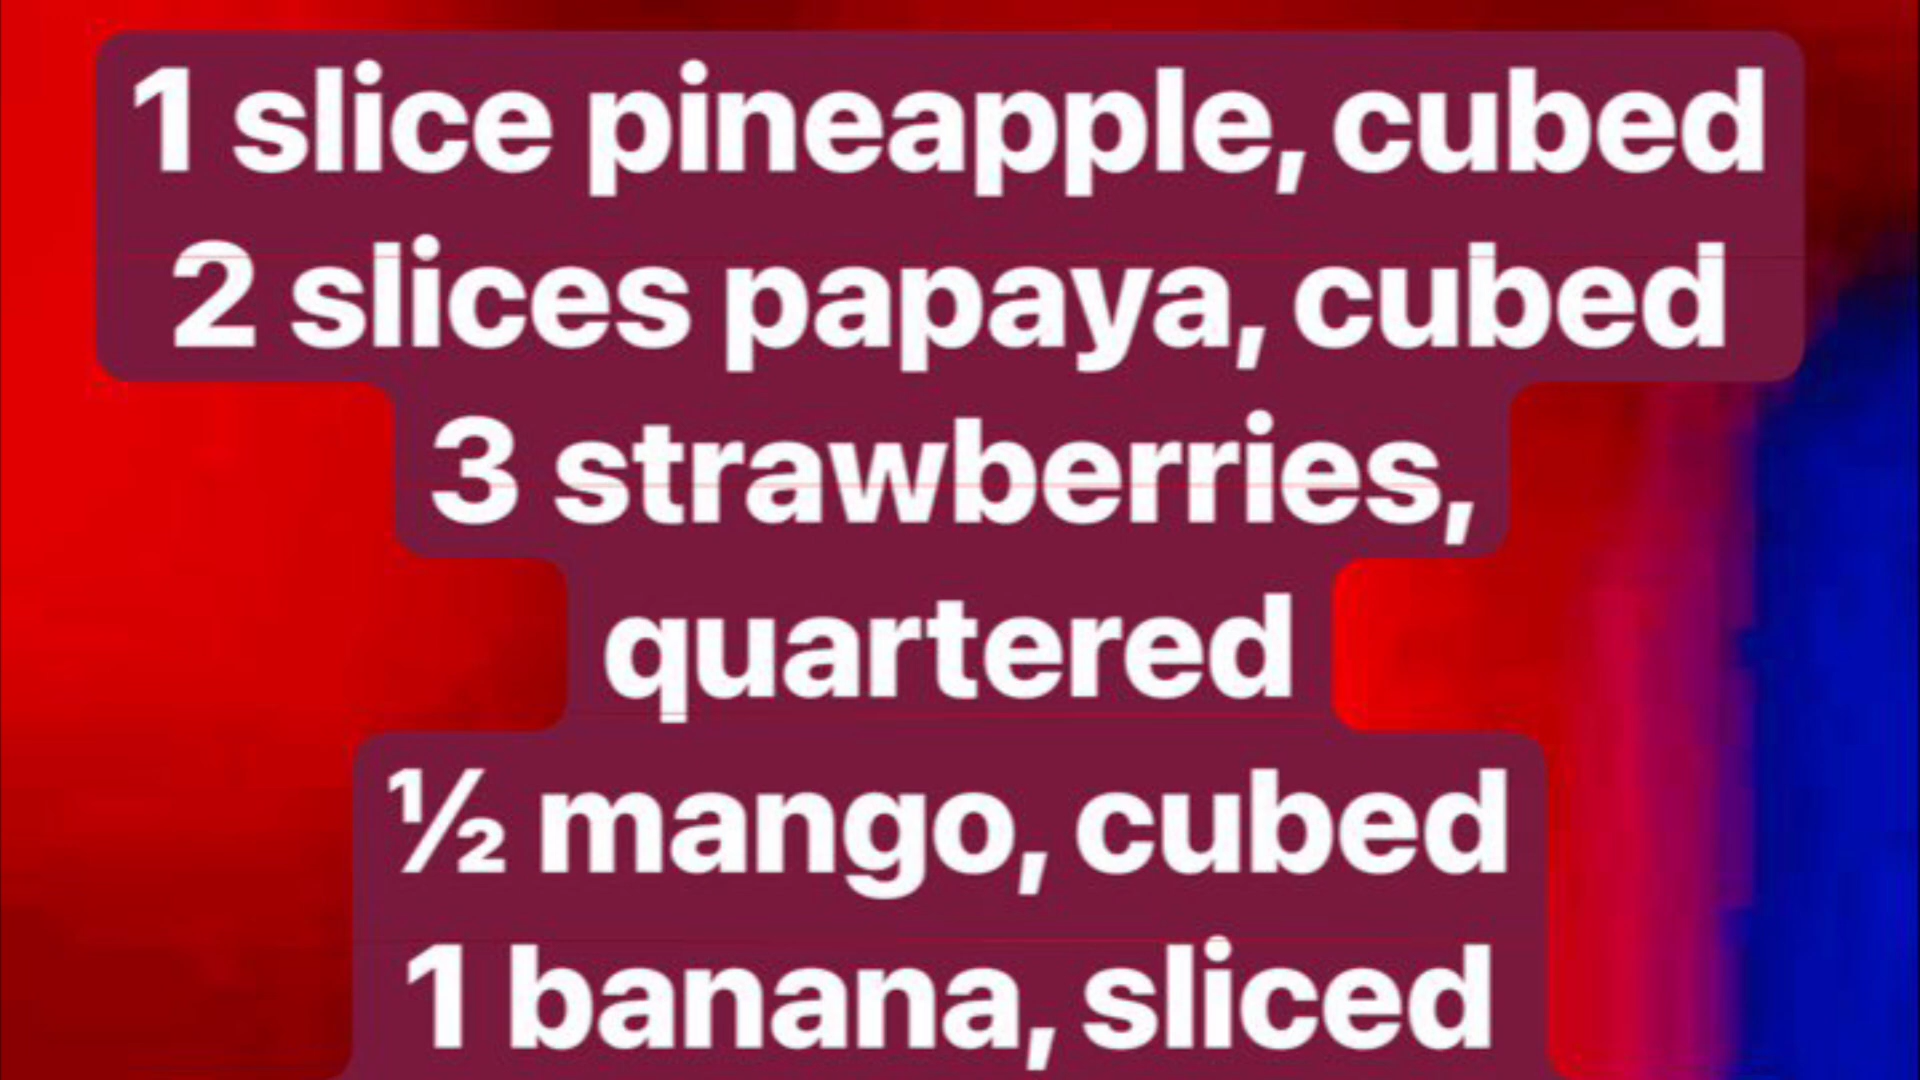 1 slice pineapple, cubed
2 slices papaya, cubed
3 strawberries,
quartered
½ mango, cubed
1 banana, sliced